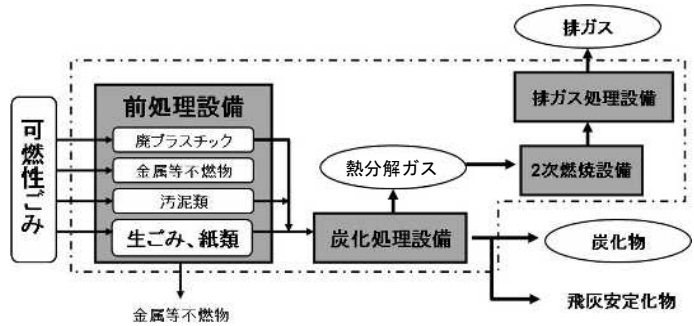 排ガス
前処理設備
排ガス処理設備
可燃性ごみ
廃プラスチック
金属等不燃物
熱分解ガス
2次燃焼設備
汚泥類
生ごみ、紙類
炭化処理設備
炭化物
飛灰安定化物
金属等不燃物